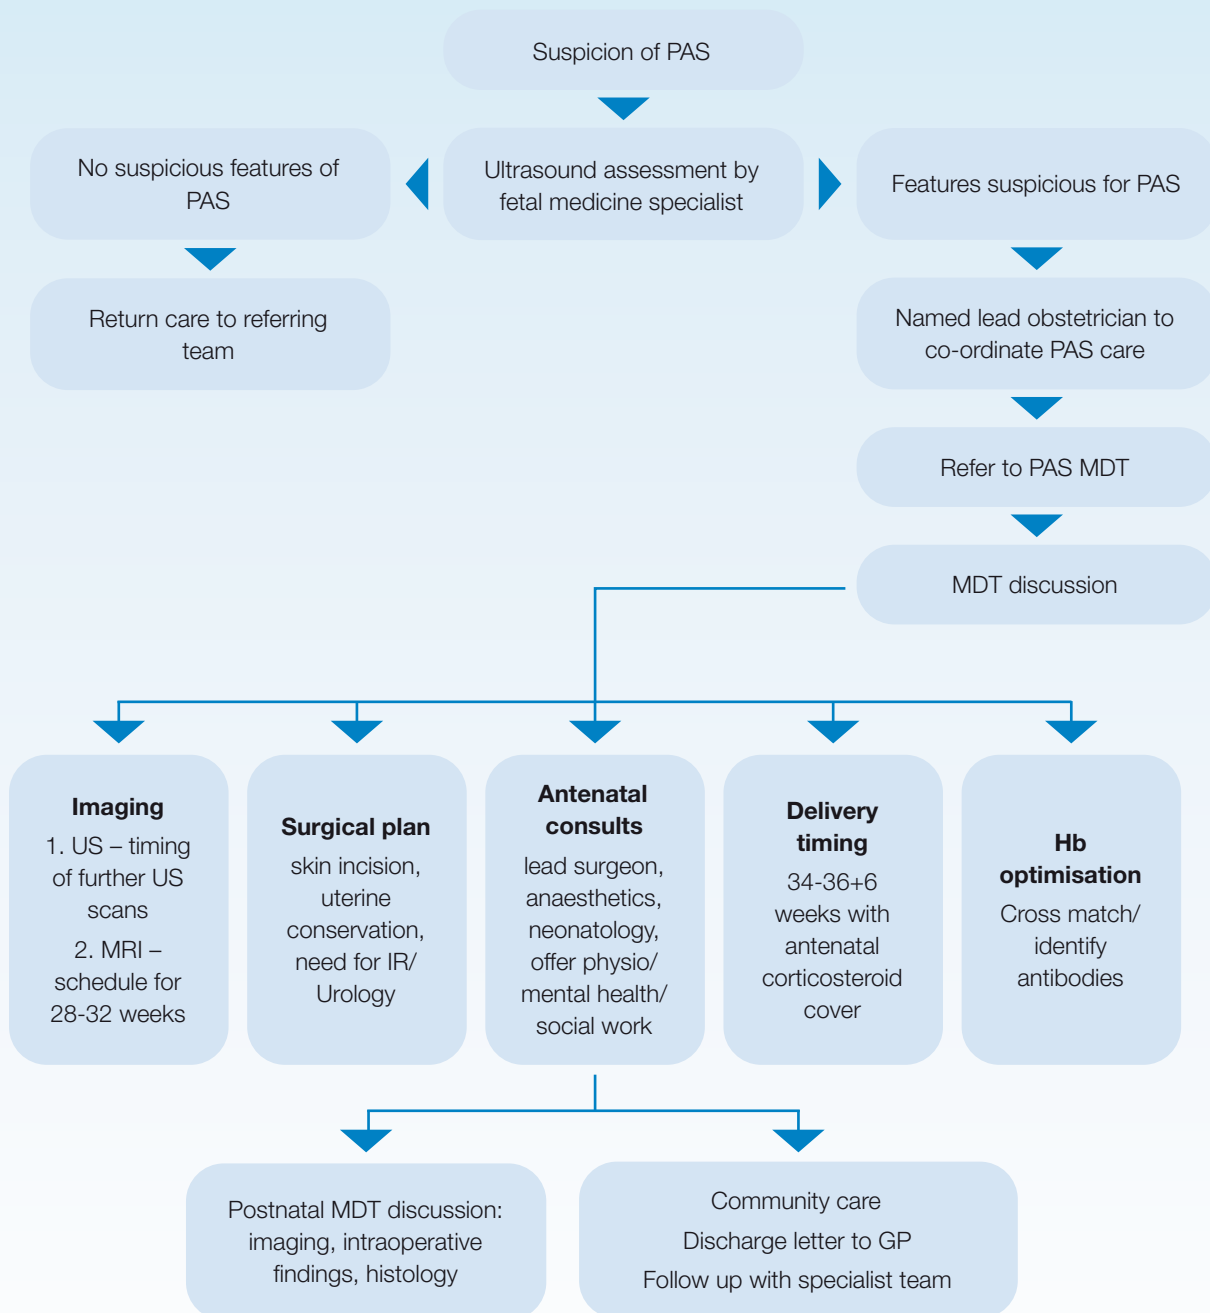 Suspicion of PAS
No suspicious features of
PAS
Ultrasound assessment by
fetal medicine specialist
Features suspicious for PAS
Return care to referring
team
Named lead obstetrician to
co-ordinate PAS care
Refer to PAS MDT
MDT discussion
Imaging
1. US – timing
of further US
scans
2. MRI –
schedule for
28-32 weeks
Surgical plan
skin incision,
uterine
conservation,
need for IR/
Urology
Antenatal
consults
lead surgeon,
anaesthetics,
neonatology,
offer physio/
mental health/
social work
Delivery
timing
34-36+6
weeks with
antenatal
corticosteroid
cover
Hb
optimisation
Cross match/
identify
antibodies
Postnatal MDT discussion:
imaging, intraoperative
findings, histology
Community care
Discharge letter to GP
Follow up with specialist team